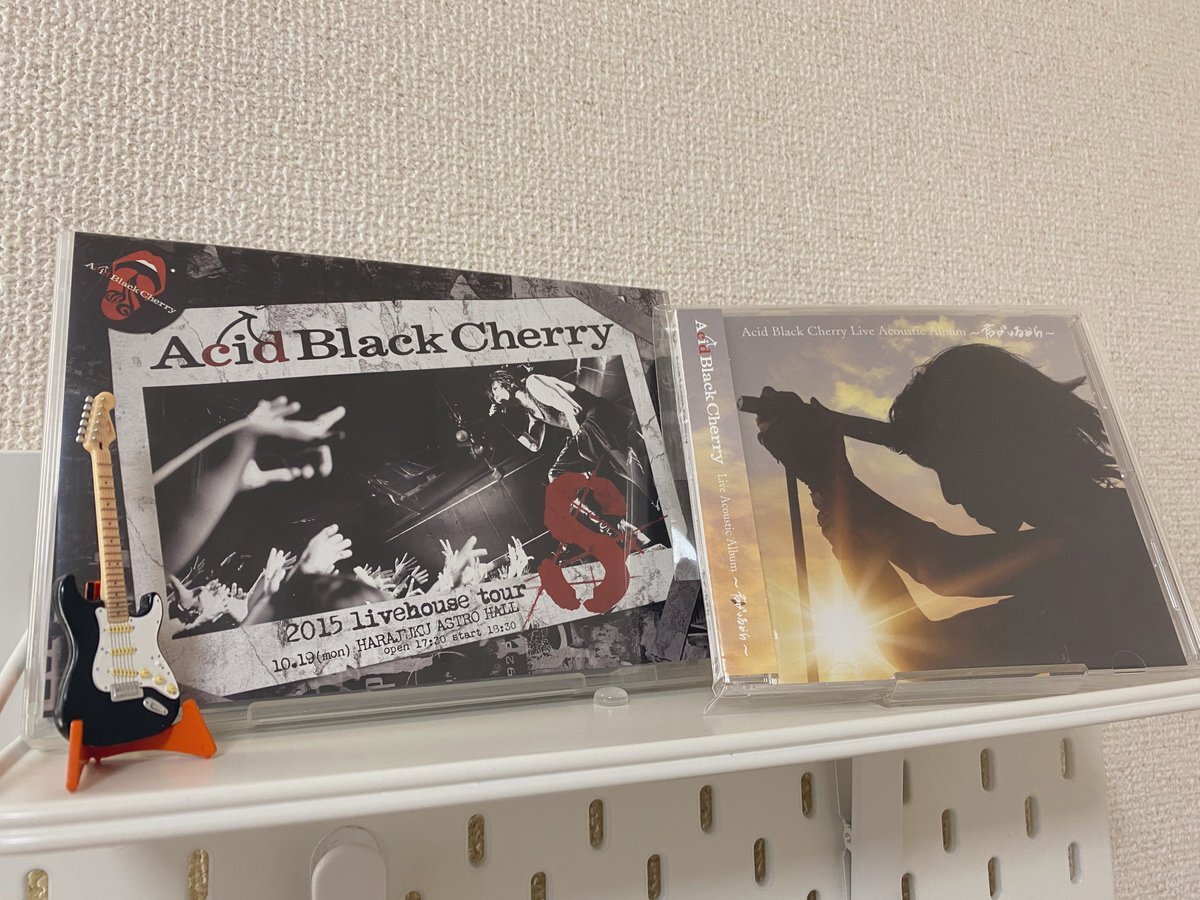 Acid Black Cherry
Acid Black Cherry
S
2015 livehouse tour
10.19(mon) HARAJUKU ASTRO HALL
open 17:30 start 18:30
Acid Black Cherry Live Acoustic Album
Acid Black Cherry Live Acoustic Album